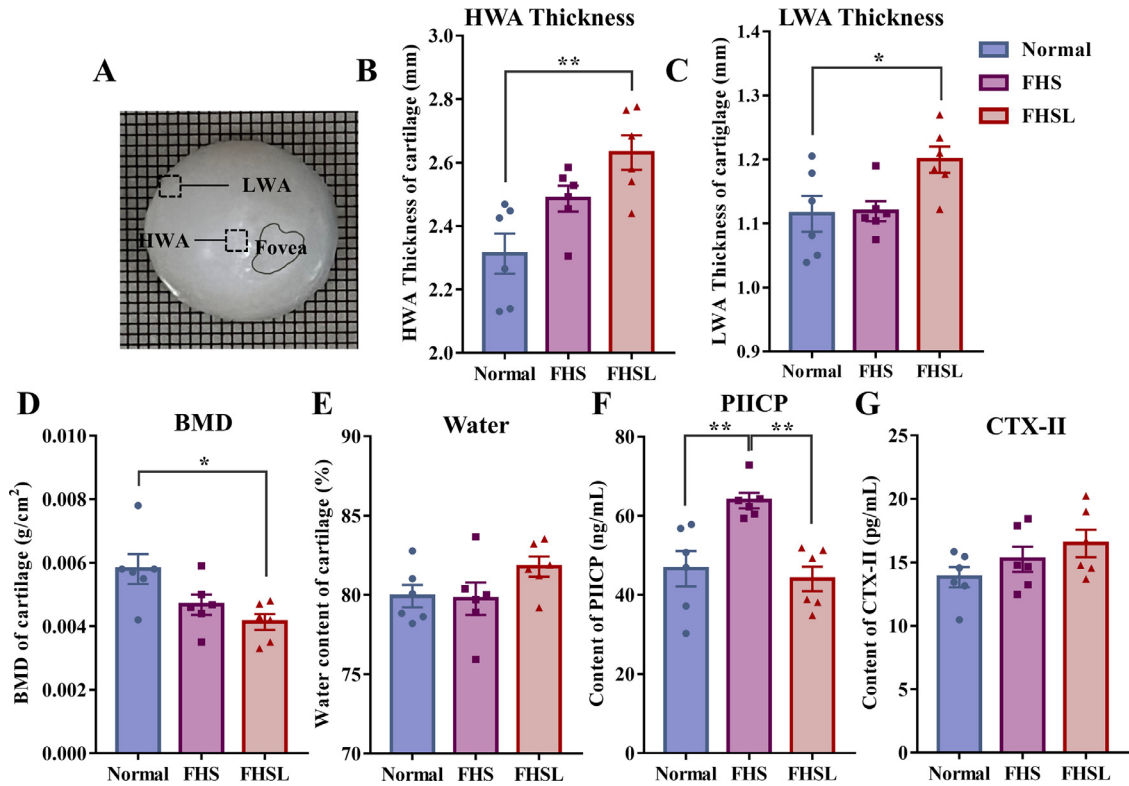 A
LWA
HWA
Fovea
B
HWA Thickness
HWA Thickness of cartilage (mm)
3.0
2.8
2.6
2.4
2.2
2.0
**
Normal
FHS
FHSL
C
LWA Thickness
LWA Thickness of cartiglage (mm)
1.4
1.3
1.2
1.1
1.0
0.9
*
Normal
FHS
FHSL
Normal
FHS
FHSL
D
BMD
BMD of cartilage (g/cm²)
0.010
0.008
0.006
0.004
0.002
0.000
*
Normal
FHS
FHSL
E
Water
Water content of cartilage (%)
90
85
80
75
70
Normal
FHS
FHSL
F
PIICP
Content of PIICP (ng/mL)
80
60
40
20
0
**
**
Normal
FHS
FHSL
G
CTX-II
Content of CTX-II (pg/mL)
25
20
15
10
5
0
Normal
FHS
FHSL